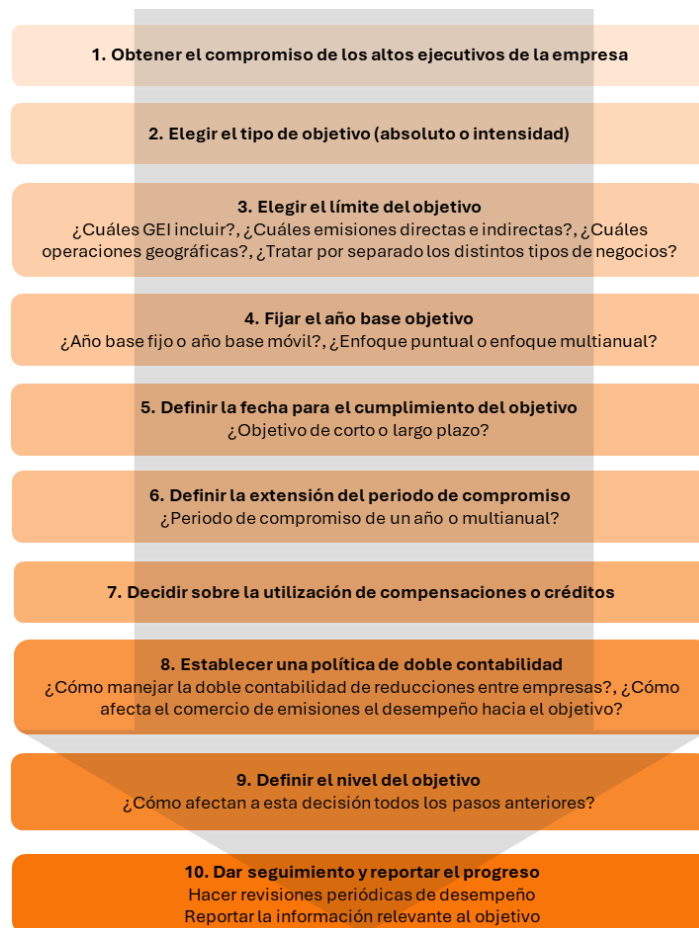 1. Obtener el compromiso de los altos ejecutivos de la empresa
2. Elegir el tipo de objetivo (absoluto o intensidad)
3. Elegir el límite del objetivo
¿Cuáles GEI incluir?, ¿Cuáles emisiones directas e indirectas?, ¿Cuáles
operaciones geográficas?, ¿Tratar por separado los distintos tipos de negocios?
4. Fijar el año base objetivo
¿Año base fijo o año base móvil?, ¿Enfoque puntual o enfoque multianual?
5. Definir la fecha para el cumplimiento del objetivo
¿Objetivo de corto o largo plazo?
6. Definir la extensión del periodo de compromiso
¿Periodo de compromiso de un año o multianual?
7. Decidir sobre la utilización de compensaciones o créditos
8. Establecer una política de doble contabilidad
¿Cómo manejar la doble contabilidad de reducciones entre empresas?, ¿Cómo
afecta el comercio de emisiones el desempeño hacia el objetivo?
9. Definir el nivel del objetivo
¿Cómo afectan a esta decisión todos los pasos anteriores?
10. Dar seguimiento y reportar el progreso
Hacer revisiones periódicas de desempeño
Reportar la información relevante al objetivo